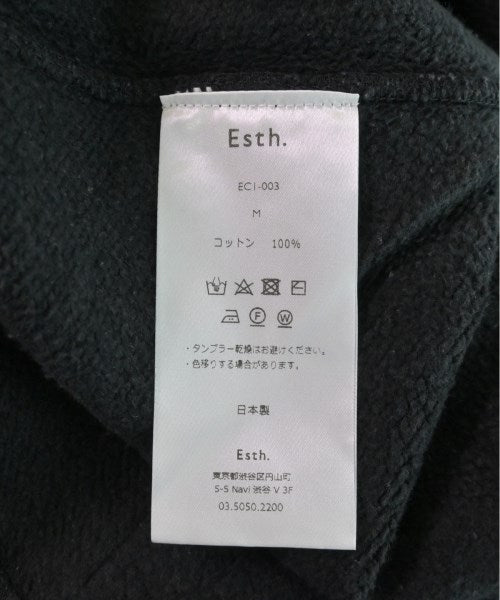 Esth.
EC1-003
M
コットン 100%
F W
・タンブラー乾燥はお避けください。
・色移りする場合があります。
日本製
Esth.
東京都渋谷区円山町
5-5 Navi 渋谷 V 3F
03.5050.2200